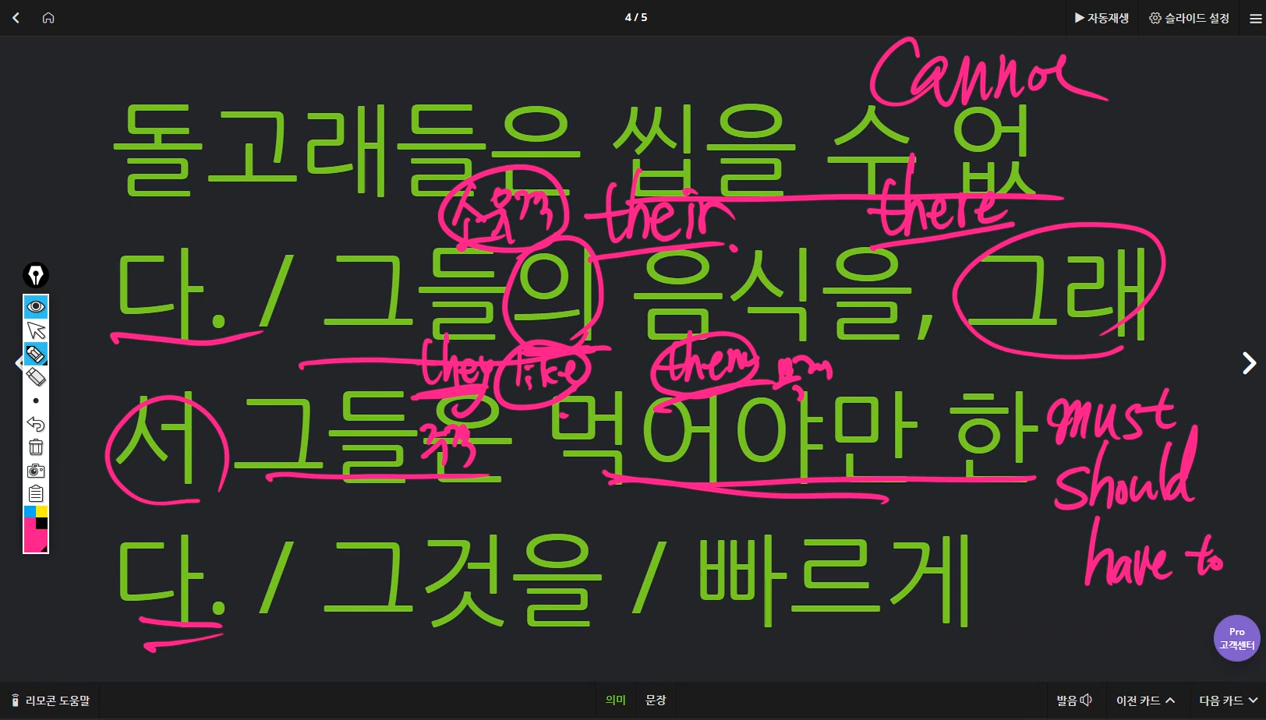 4 / 5
▶ 자동재생
슬라이드 설정
cannot
돌고래들은 씹을 수 없
their
there
다. / 그들의 음식을, 그래
they like
them
서 그들은 먹어야만 화
must
should
have to
다. / 그것을 / 빠르게
Pro
고객센터
리모콘 도움말
의미
문장
발음
이전 카드
다음 카드